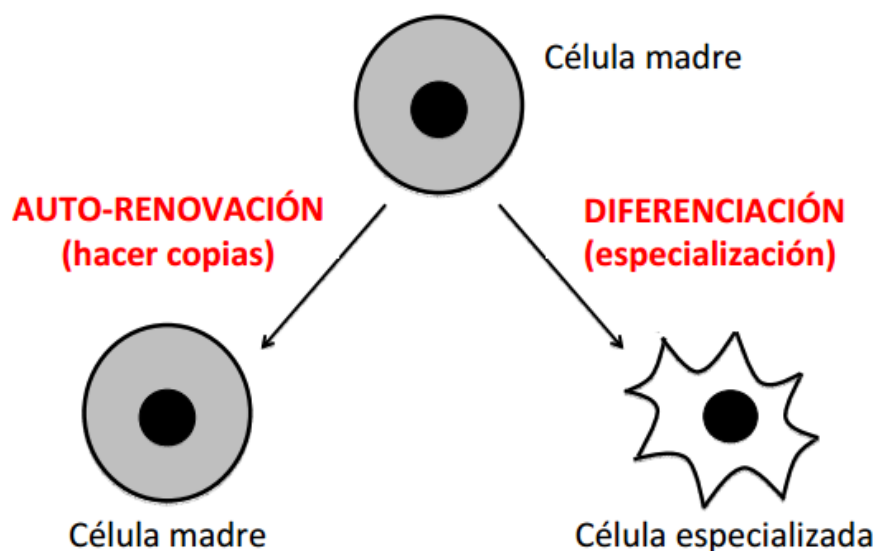 Célula madre
AUTO-RENOVACIÓN
(hacer copias)
DIFERENCIACIÓN
(especialización)
Célula madre
Célula especializada